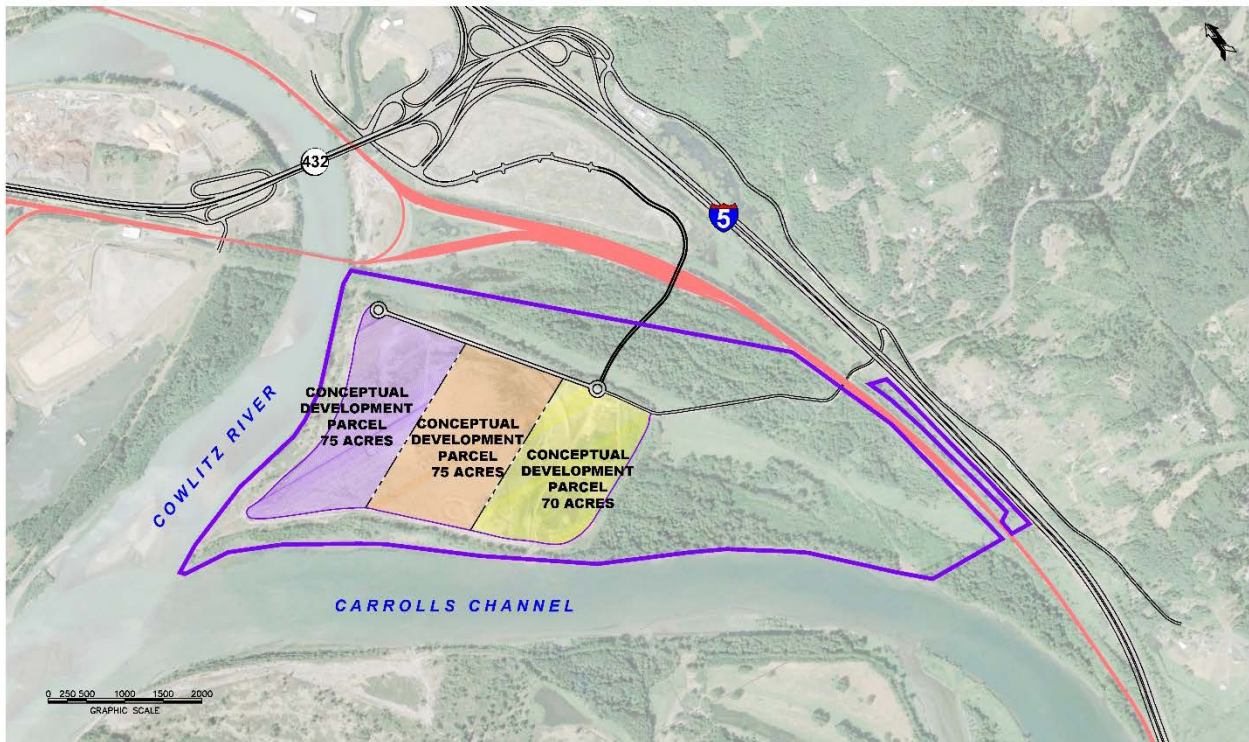 432
5
CONCEPTUAL
DEVELOPMENT
PARCEL
75 ACRES
CONCEPTUAL
DEVELOPMENT
PARCEL
75 ACRES
CONCEPTUAL
DEVELOPMENT
PARCEL
70 ACRES
COWLITZ RIVER
CARROLLS CHANNEL
0 250 500 1000 1500 2000
GRAPHIC SCALE